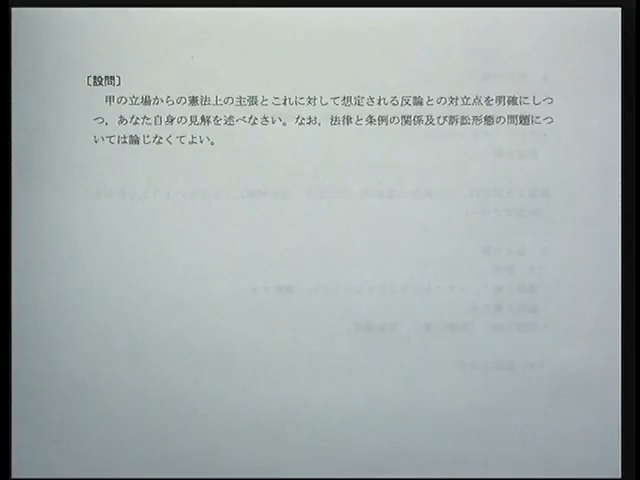 〔設問〕
甲の立場からの憲法上の主張とこれに対して想定される反論との対立点を明確にしつ
つ，あなた自身の見解を述べなさい。なお，法律と条例の関係及び訴訟形態の問題につ
いては論じなくてよい。